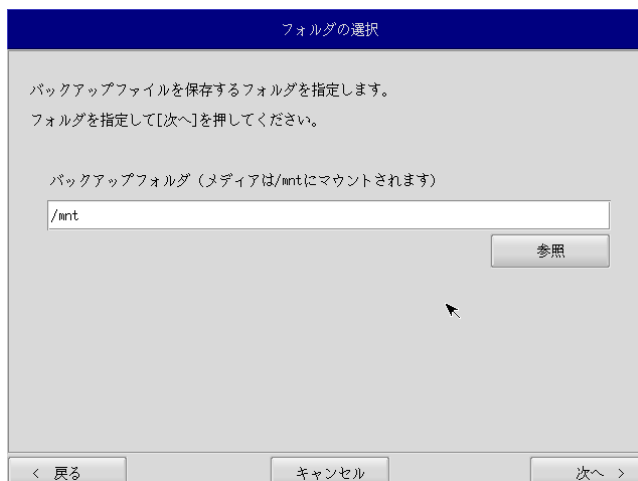 フォルダの選択
バックアップファイルを保存するフォルダを指定します。
フォルダを指定して[次へ]を押してください。
バックアップフォルダ（メディアは/mntにマウントされます）
/mnt
参照
< 戻る
キャンセル
次へ >